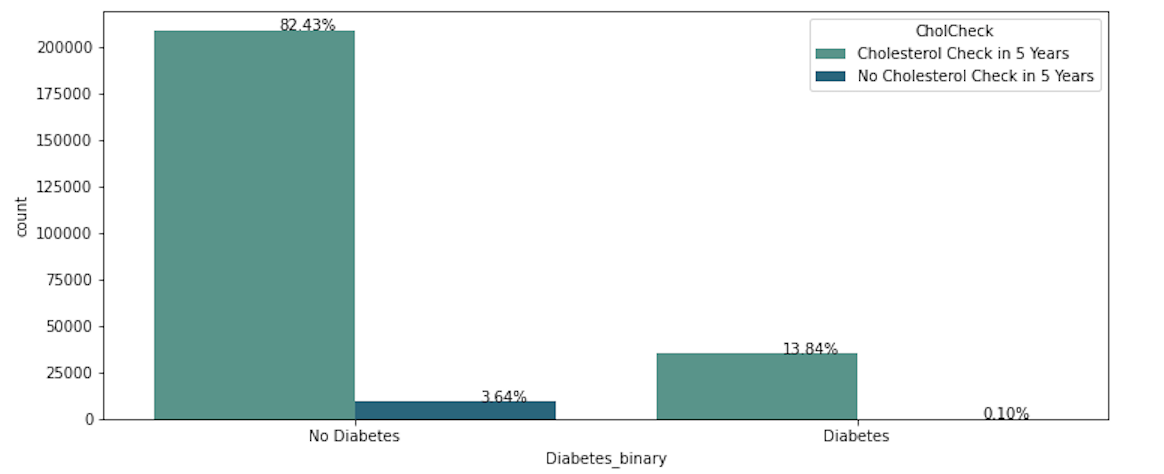 82.43%
CholCheck
Cholesterol Check in 5 Years
No Cholesterol Check in 5 Years
200000
175000
150000
125000
100000
75000
50000
25000
0
count
13.84%
3.64%
0.10%
No Diabetes
Diabetes
Diabetes_binary